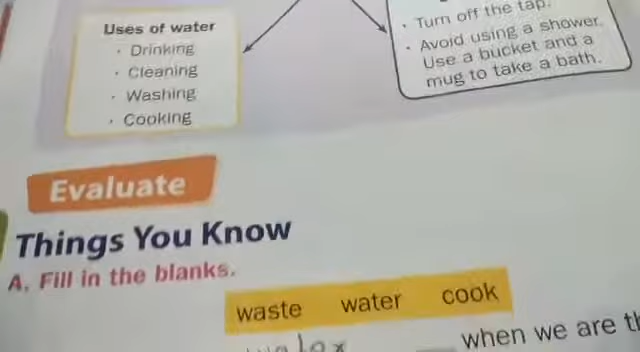 Uses of water
· Drinking
· Cleaning
· Washing
· Cooking
· Turn off the tap.
· Avoid using a shower.
Use a bucket and a
mug to take a bath.
Evaluate
Things You Know
A. Fill in the blanks.
waste water cook
when we are